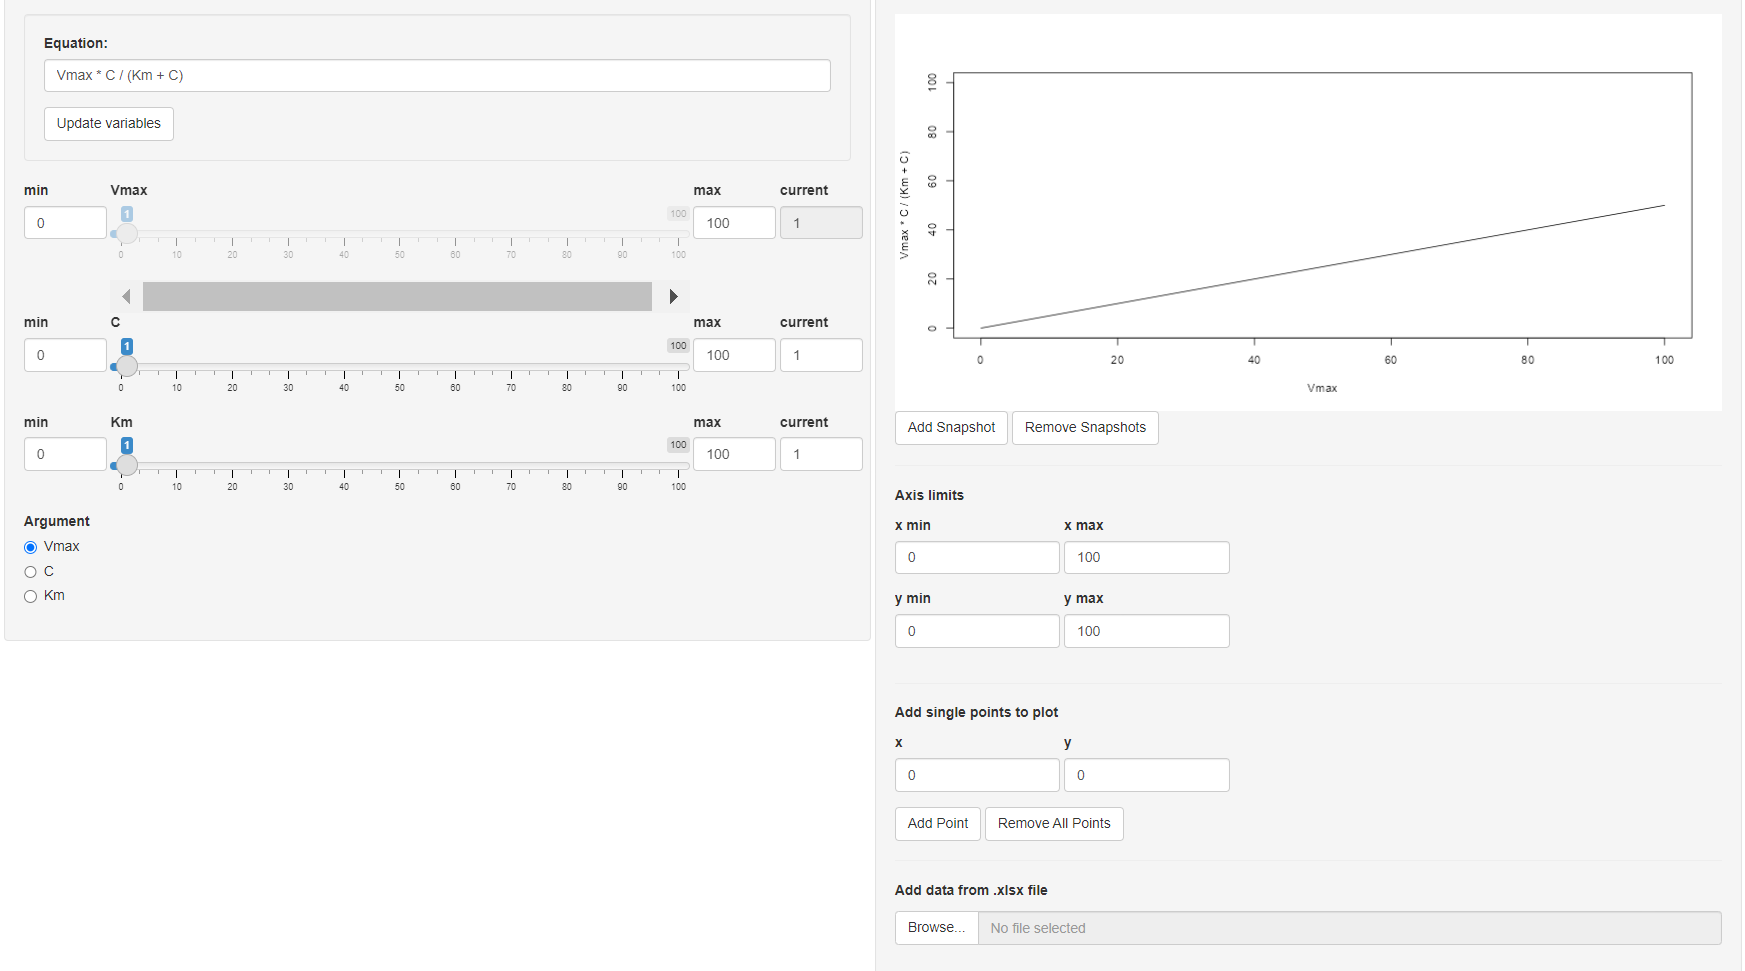 Equation:
Vmax * C / (Km + C)
Update variables
min Vmax max current
0 1 100 100 1
0 10 20 30 40 50 60 70 80 90 100
min C max current
0 1 100 100 1
0 10 20 30 40 50 60 70 80 90 100
min Km max current
0 1 100 100 1
0 10 20 30 40 50 60 70 80 90 100
Argument
Vmax
C
Km
Vmax * C / (Km + C)
100
80
60
40
20
0
0 20 40 60 80 100
Vmax
Add Snapshot Remove Snapshots
Axis limits
x min x max
0 100
y min y max
0 100
Add single points to plot
x y
0 0
Add Point Remove All Points
Add data from .xlsx file
Browse... No file selected